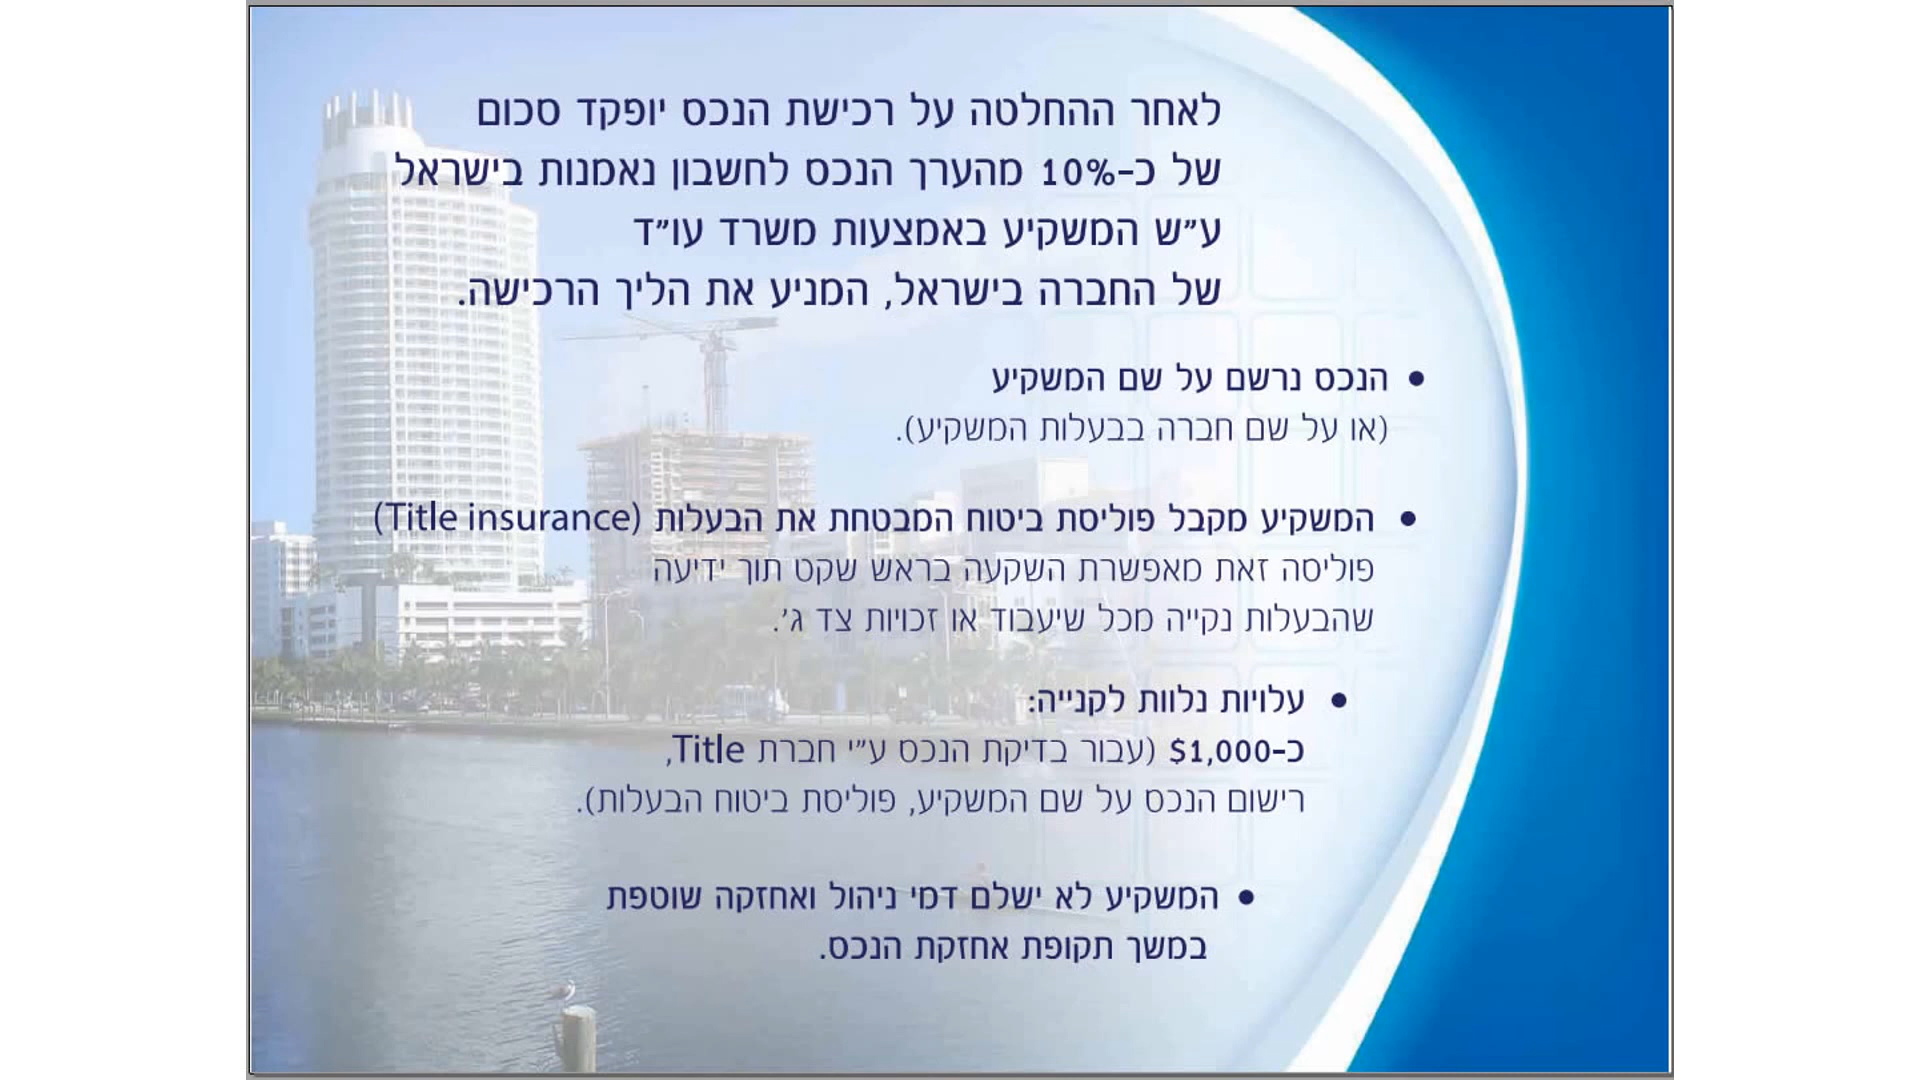 לאחר ההחלטה על רכישת הנכס יופקד סכום
של כ-10% מהערך הנכס לחשבון נאמנות בישראל
ע"ש המשקיע באמצעות משרד עו"ד
של החברה בישראל, המניע את הליך הרכישה.
• הנכס נרשם על שם המשקיע
(או על שם חברה בבעלות המשקיע).
• המשקיע מקבל פוליסת ביטוח המבטחת את הבעלות (Title insurance)
פוליסה זאת מאפשרת השקעה בראש שקט תוך ידיעה
שהבעלות נקייה מכל שיעבוד או זכויות צד ג'.
• עלויות נלוות לקנייה:
כ-$1,000 (עבור בדיקת הנכס ע"י חברת Title,
רישום הנכס על שם המשקיע, פוליסת ביטוח הבעלות).
• המשקיע לא ישלם דמי ניהול ואחזקה שוטפת
במשך תקופת אחזקת הנכס.